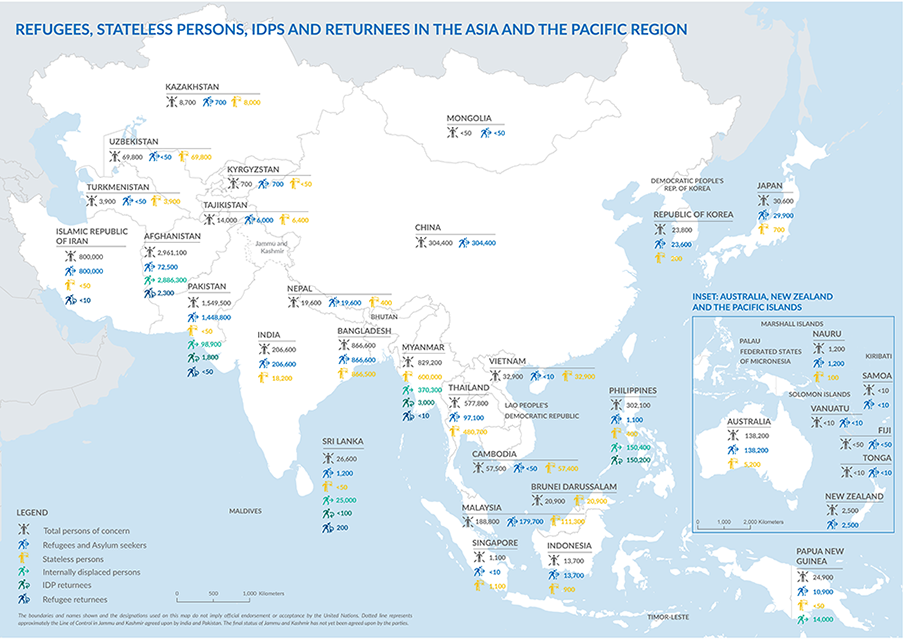 REFUGEES, STATELESS PERSONS, IDPS AND RETURNEES IN THE ASIA AND THE PACIFIC REGION
KAZAKHSTAN
8,700 700 8,000
MONGOLIA
<50 <50
UZBEKISTAN
69,800 <50 69,800
KYRGYZSTAN
700 700 <50
TURKMENISTAN
3,900 <50 3,900
TAJIKISTAN
14,000 6,000 6,400
DEMOCRATIC PEOPLE'S
REP. OF KOREA
JAPAN
30,600
29,900
700
REPUBLIC OF KOREA
23,800
23,600
CHINA
304,400 304,400
ISLAMIC REPUBLIC
OF IRAN
800,000
800,000
<50
<10
AFGHANISTAN
2,961,100
72,500
2,886,300
2,300
Jammu and
Kashmir
PAKISTAN
1,549,500
1,448,800
<50
98,900
1,800
<50
NEPAL
19,600 19,600 400
BHUTAN
INDIA
206,600
206,600
18,200
BANGLADESH
866,600
866,600
866,500
MYANMAR
829,200
600,000
370,300
3,000
<10
VIETNAM
32,900 <10 32,900
THAILAND
577,800
97,100
480,700
LAO PEOPLE'S
DEMOCRATIC REPUBLIC
PHILIPPINES
302,100
1,100
150,400
150,200
CAMBODIA
57,500 <50 57,400
SRI LANKA
26,600
1,200
<50
25,000
<100
200
MALDIVES
BRUNEI DARUSSALAM
20,900 20,900
MALAYSIA
188,800 179,700 111,300
SINGAPORE
1,100
<10
1,100
INDONESIA
13,700
13,700
900
TIMOR-LESTE
PAPUA NEW
GUINEA
24,900
10,900
<50
14,000
INSET: AUSTRALIA, NEW ZEALAND
AND THE PACIFIC ISLANDS
MARSHALL ISLANDS
PALAU
FEDERATED STATES
OF MICRONESIA
NAURU
1,200
1,200
100
KIRIBATI
SAMOA
<10
<10
SOLOMON ISLANDS
VANUATU
<10 <10
AUSTRALIA
138,200
138,200
5,200
FIJI
<50 <50
TONGA
<10 <10
NEW ZEALAND
2,500
2,500
0 1,000 2,000 Kilometers
LEGEND
Total persons of concern
Refugees and Asylum seekers
Stateless persons
Internally displaced persons
IDP returnees
Refugee returnees
0 500 1,000 Kilometers
The boundaries and names shown and the designations used on this map do not imply official endorsement or acceptance by the United Nations. Dotted line represents
approximately the Line of Control in Jammu and Kashmir agreed upon by India and Pakistan. The final status of Jammu and Kashmir has not yet been agreed upon by the parties.